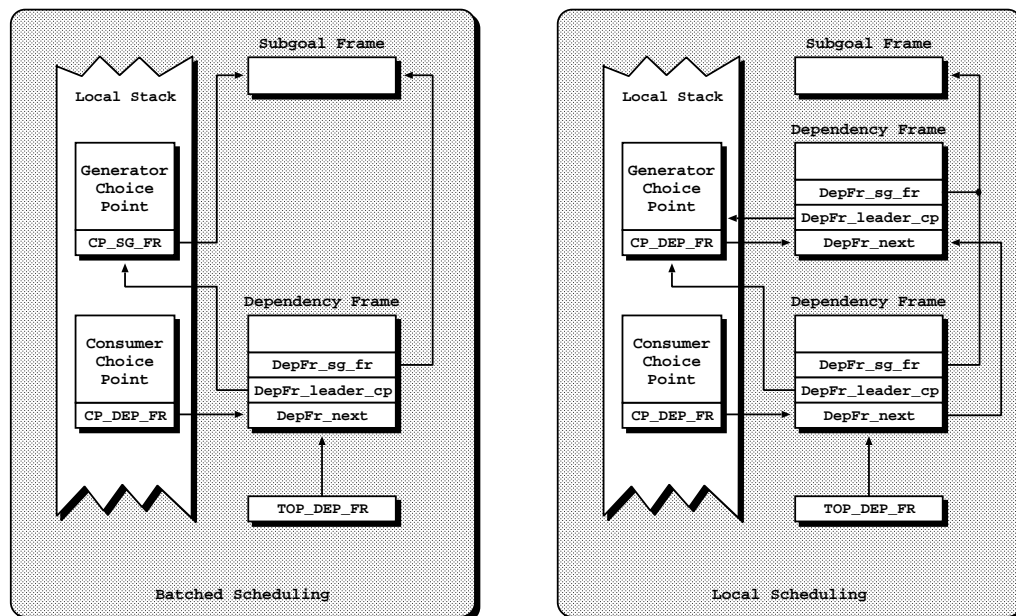 Subgoal Frame
Local Stack
Generator
Choice
Point
CP_SG_FR
Dependency Frame
Consumer
Choice
Point
DepFr_sg_fr
DepFr_leader_cp
CP_DEP_FR
DepFr_next
TOP_DEP_FR
Batched Scheduling
Subgoal Frame
Local Stack
Dependency Frame
Generator
Choice
Point
DepFr_sg_fr
DepFr_leader_cp
CP_DEP_FR
DepFr_next
Dependency Frame
Consumer
Choice
Point
DepFr_sg_fr
DepFr_leader_cp
CP_DEP_FR
DepFr_next
TOP_DEP_FR
Local Scheduling